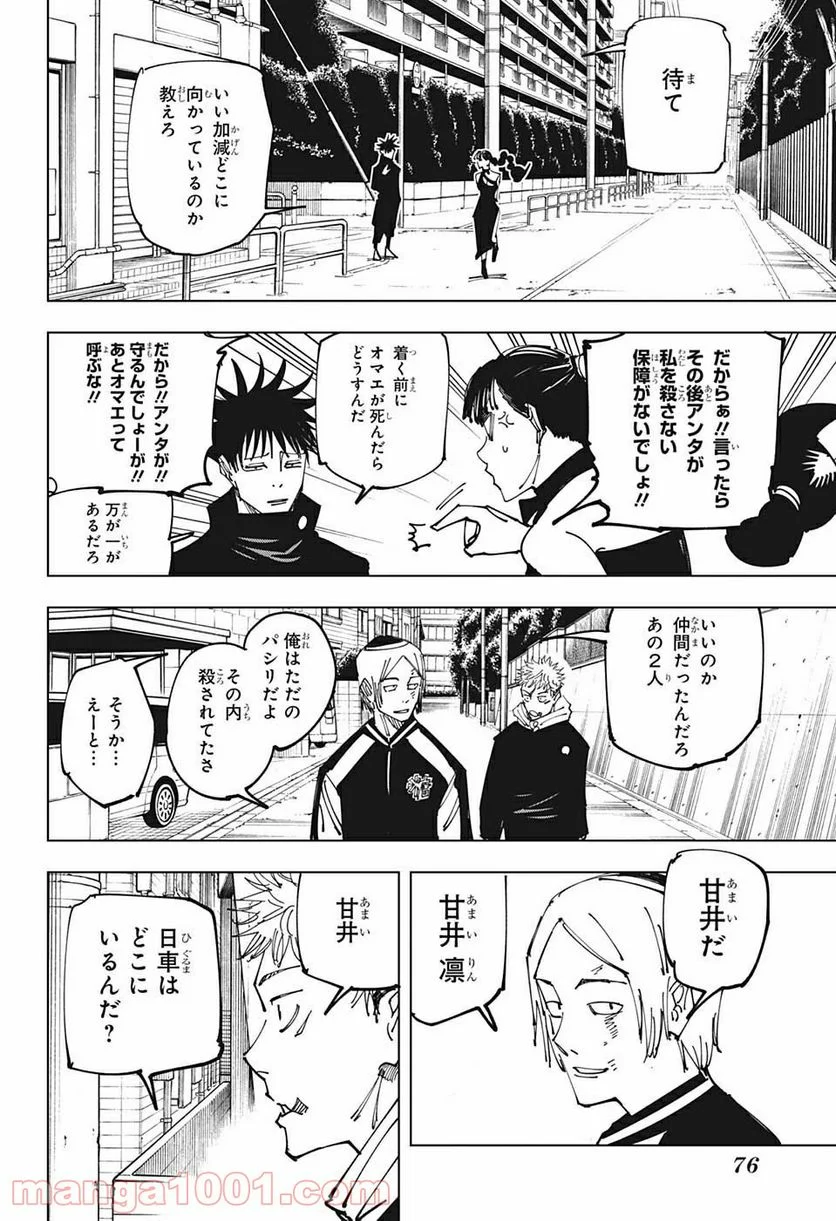 待て
いい加減どこに
向かっているのか
教えろ
だからぁ!!言ったら
その後アンタが
私を殺さない
保障がないでしょ!!
着く前に
オマエが死んだら
どうすんだ
だから!!アンタが!!
守るんでしょーが!!
あとオマエって
呼ぶな!!
万が一が
あるだろ
いいのか
仲間だったんだろ
あの2人
俺はただの
パシリだよ
その内
殺されてたさ
そうか…
えーと…
甘井だ
甘井 凛
甘井
日車は
どこに
いるんだ?
76
manga1001.com